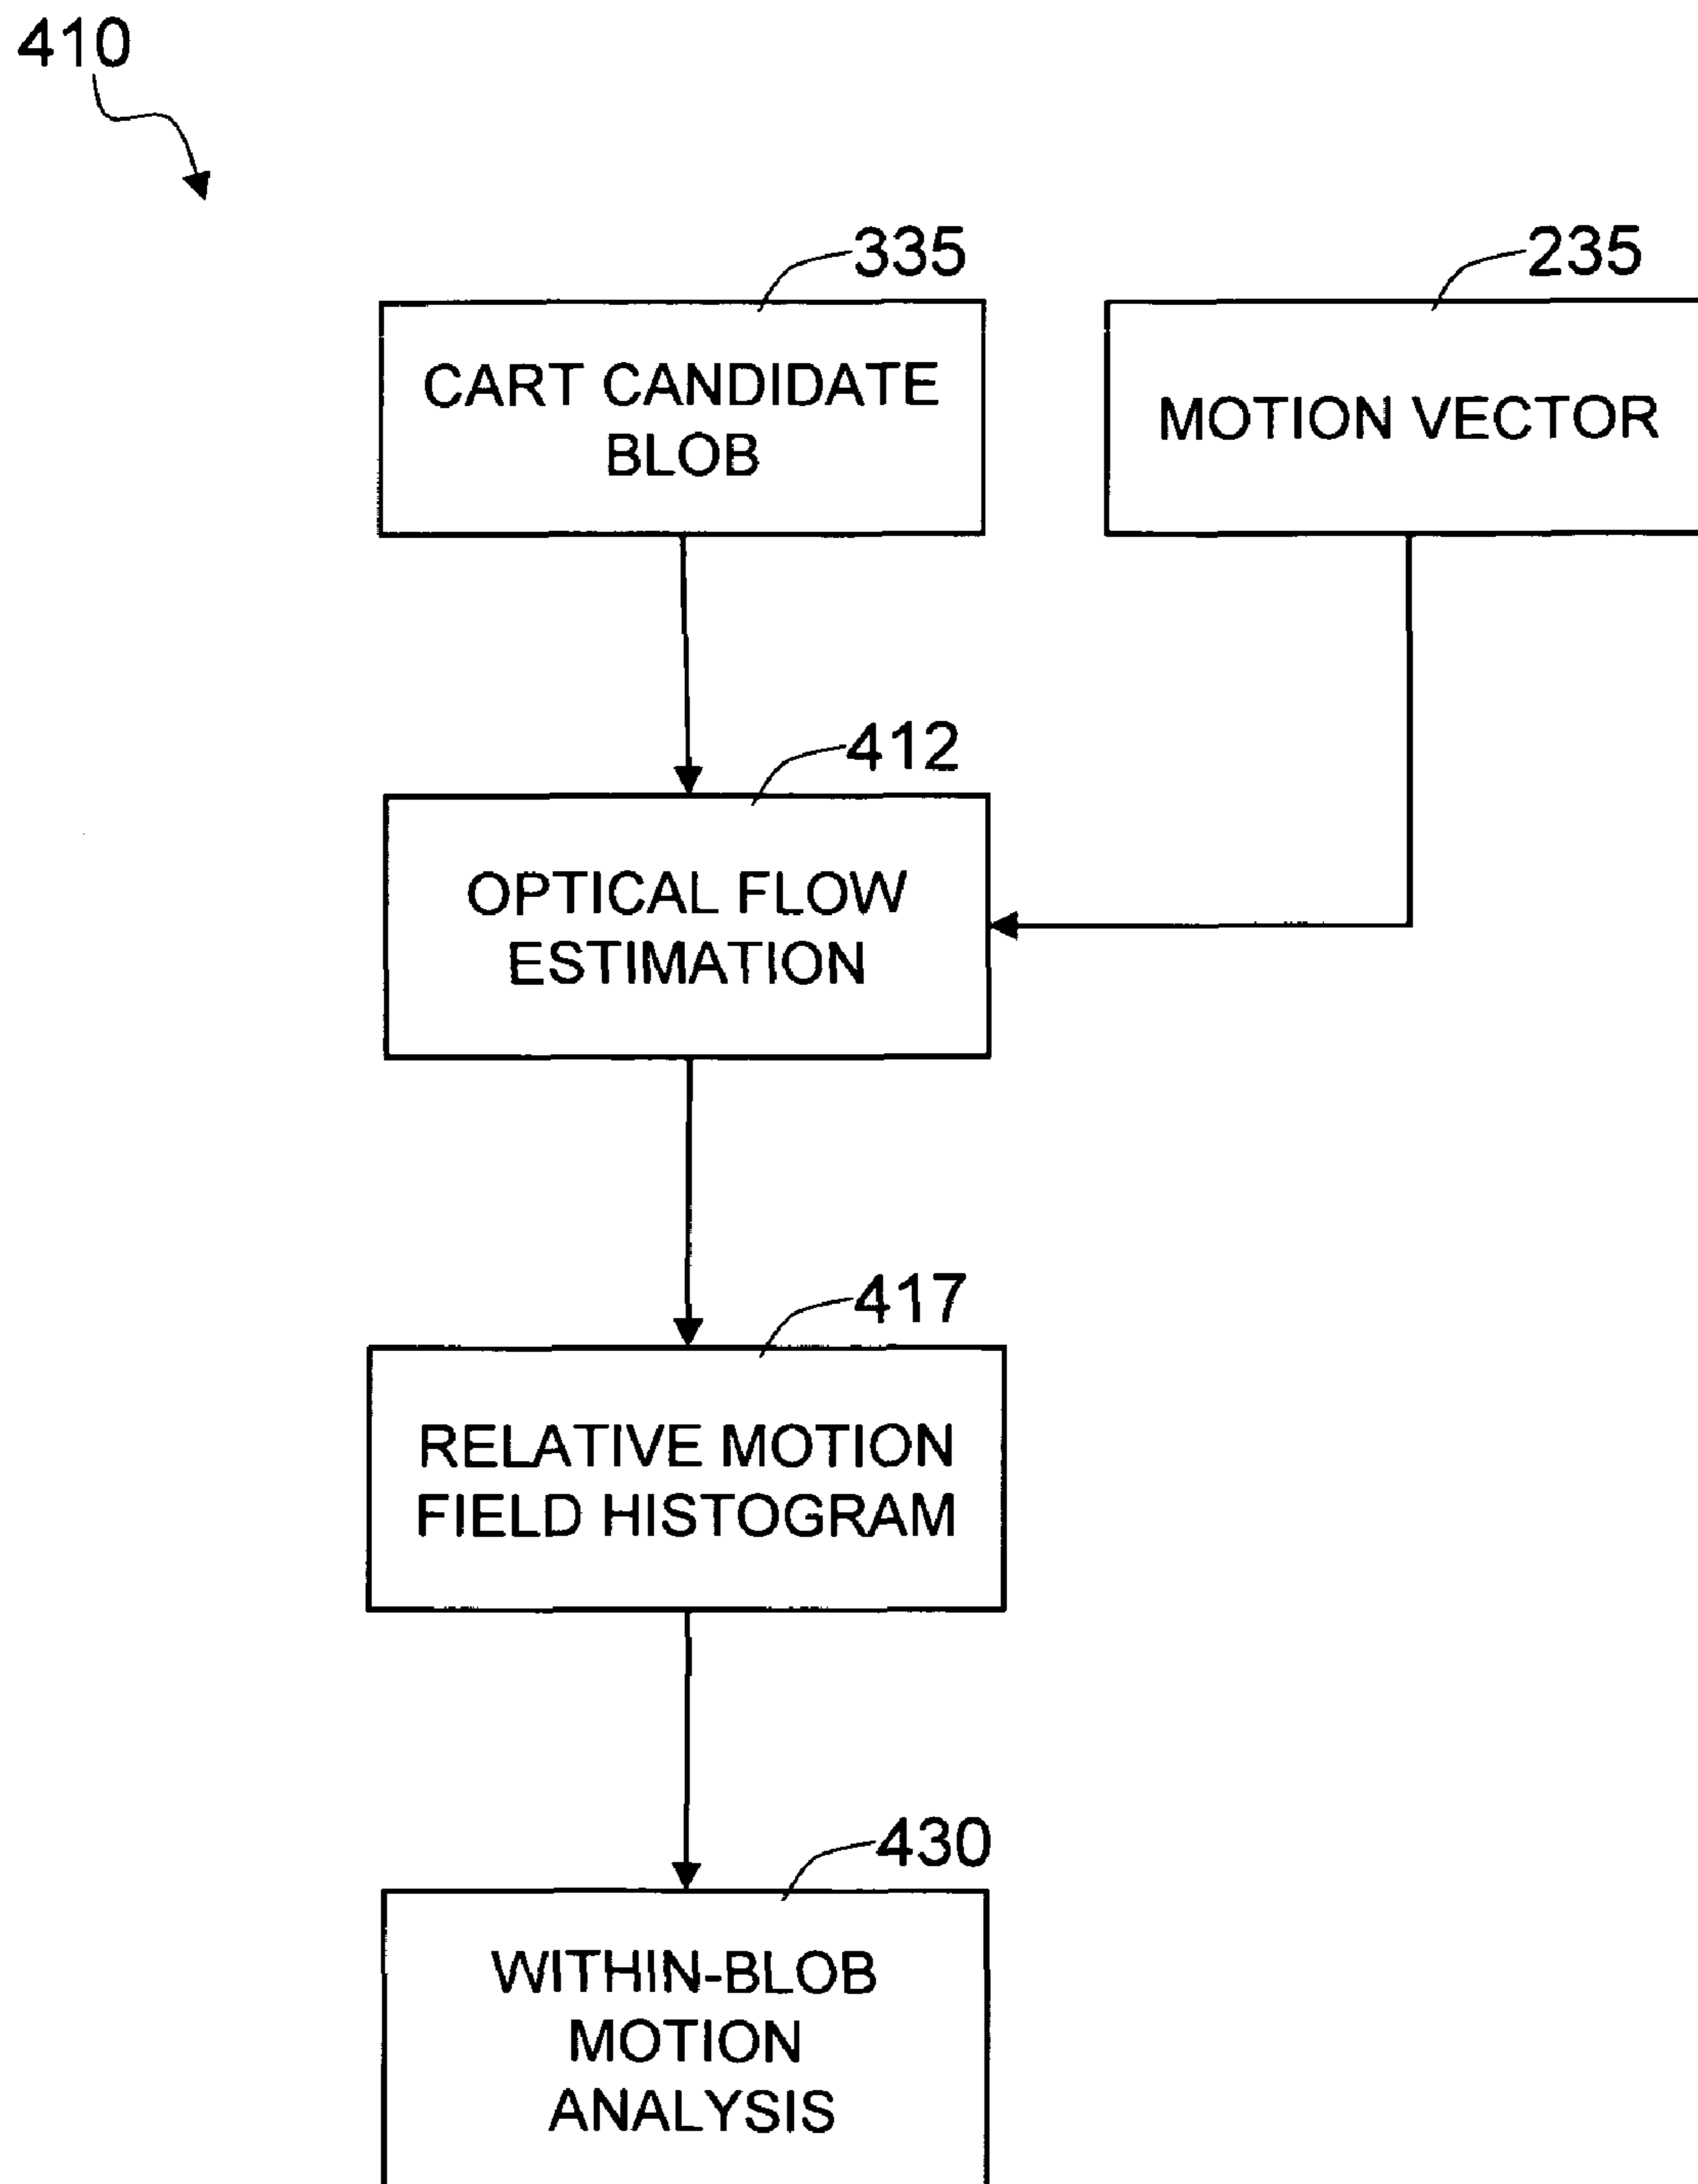 410
335
235
CART CANDIDATE
BLOB
MOTION VECTOR
412
OPTICAL FLOW
ESTIMATION
417
RELATIVE MOTION
FIELD HISTOGRAM
430
WITHIN-BLOB
MOTION
ANALYSIS